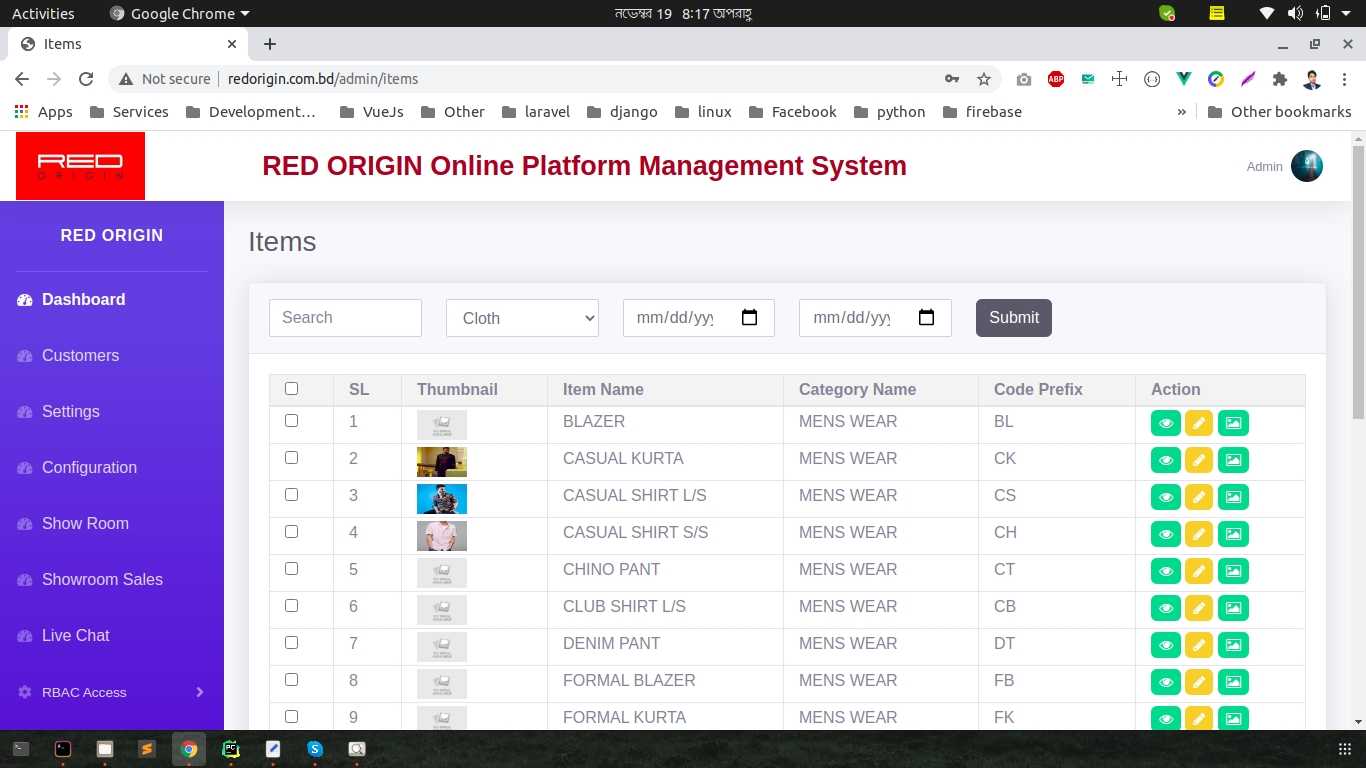 Activities Google Chrome নভেম্বর 19 8:17 অপরাহ্ণ
Items
Not secure redorigin.com.bd/admin/items ABP
Apps Services Development… VueJs Other laravel django linux Facebook python firebase » Other bookmarks
RED ORIGIN
RED ORIGIN Online Platform Management System
Admin
RED ORIGIN
Dashboard
Customers
Settings
Configuration
Show Room
Showroom Sales
Live Chat
RBAC Access
Items
Search Cloth mm/dd/yyy mm/dd/yyy Submit
SL Thumbnail Item Name Category Name Code Prefix Action
1 BLAZER MENS WEAR BL
2 CASUAL KURTA MENS WEAR CK
3 CASUAL SHIRT L/S MENS WEAR CS
4 CASUAL SHIRT S/S MENS WEAR CH
5 CHINO PANT MENS WEAR CT
6 CLUB SHIRT L/S MENS WEAR CB
7 DENIM PANT MENS WEAR DT
8 FORMAL BLAZER MENS WEAR FB
9 FORMAL KURTA MENS WEAR FK